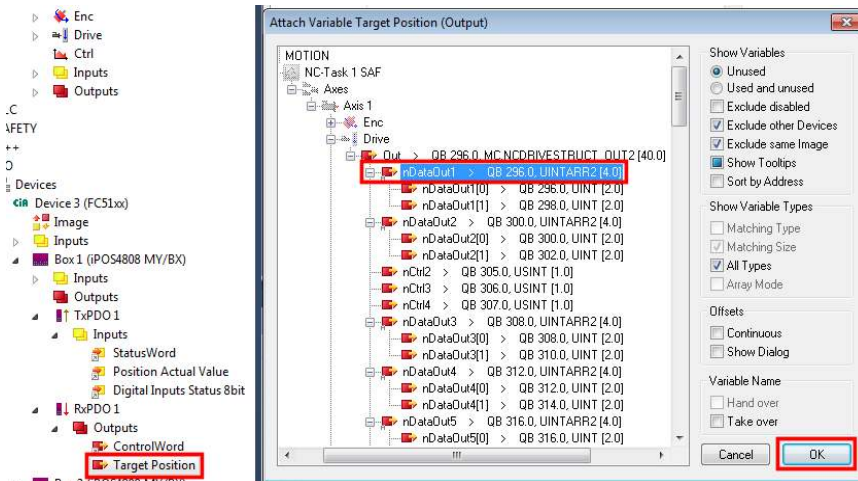 Enc
Drive
Ctrl
Inputs
Outputs
LC
AFETY
++
O
Devices
Device 3 (FC51xx)
Image
Inputs
Box 1 (iPOS4808 MY/BX)
Inputs
Outputs
TxPDO 1
Inputs
StatusWord
Position Actual Value
Digital Inputs Status 8bit
RxPDO 1
Outputs
ControlWord
Target Position
Attach Variable Target Position (Output)
MOTION
NC-Task 1 SAF
Axes
Axis 1
Enc
Drive
Out > QB 296.0, MC.NCDRIVESTRUCT_OUT2 [40.0]
nDataOut1 > QB 296.0, UINTARR2 [4.0]
nDataOut1[0] > QB 296.0, UINT [2.0]
nDataOut1[1] > QB 298.0, UINT [2.0]
nDataOut2 > QB 300.0, UINTARR2 [4.0]
nDataOut2[0] > QB 300.0, UINT [2.0]
nDataOut2[1] > QB 302.0, UINT [2.0]
nCtrl2 > QB 305.0, USINT [1.0]
nCtrl3 > QB 306.0, USINT [1.0]
nCtrl4 > QB 307.0, USINT [1.0]
nDataOut3 > QB 308.0, UINTARR2 [4.0]
nDataOut3[0] > QB 308.0, UINT [2.0]
nDataOut3[1] > QB 310.0, UINT [2.0]
nDataOut4 > QB 312.0, UINTARR2 [4.0]
nDataOut4[0] > QB 312.0, UINT [2.0]
nDataOut4[1] > QB 314.0, UINT [2.0]
nDataOut5 > QB 316.0, UINTARR2 [4.0]
nDataOut5[0] > QB 316.0, UINT [2.0]
Show Variables
Unused
Used and unused
Exclude disabled
Exclude other Devices
Exclude same Image
Show Tooltips
Sort by Address
Show Variable Types
Matching Type
Matching Size
All Types
Array Mode
Offsets
Continuous
Show Dialog
Variable Name
Hand over
Take over
Cancel
OK